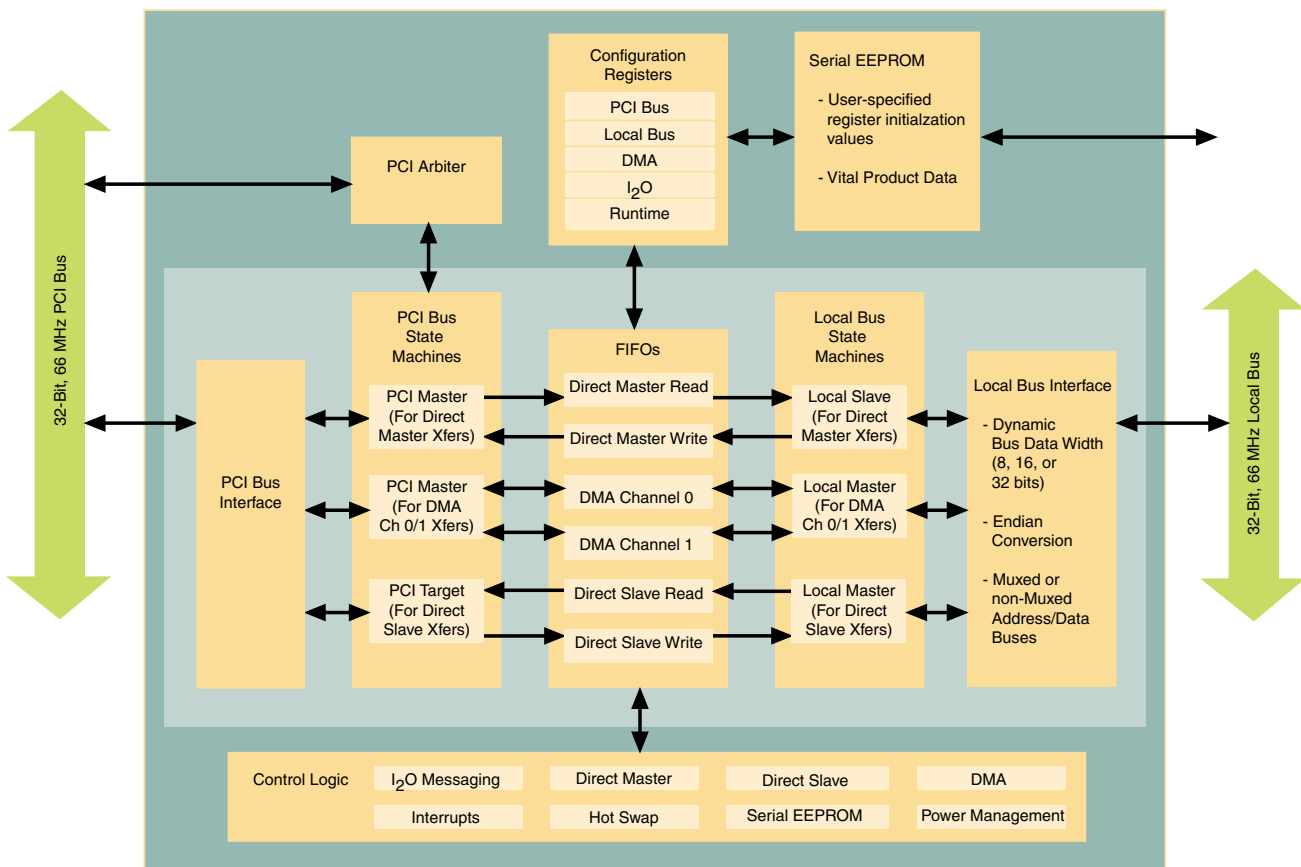 Configuration
Registers
PCI Bus
Local Bus
DMA
I2O
Runtime
Serial EEPROM
- User-specified
register initialzation
values
- Vital Product Data
PCI Arbiter
32-Bit, 66 MHz PCI Bus
PCI Bus
Interface
PCI Bus
State
Machines
PCI Master
(For Direct
Master Xfers)
PCI Master
(For DMA
Ch 0/1 Xfers)
PCI Target
(For Direct
Slave Xfers)
FIFOs
Direct Master Read
Direct Master Write
DMA Channel 0
DMA Channel 1
Direct Slave Read
Direct Slave Write
Local Bus
State
Machines
Local Slave
(For Direct
Master Xfers)
Local Master
(For DMA
Ch 0/1 Xfers)
Local Master
(For Direct
Slave Xfers)
Local Bus Interface
- Dynamic
Bus Data Width
(8, 16, or
32 bits)
- Endian
Conversion
- Muxed or
non-Muxed
Address/Data
Buses
32-Bit, 66 MHz Local Bus
Control Logic
I2O Messaging
Direct Master
Direct Slave
DMA
Interrupts
Hot Swap
Serial EEPROM
Power Management